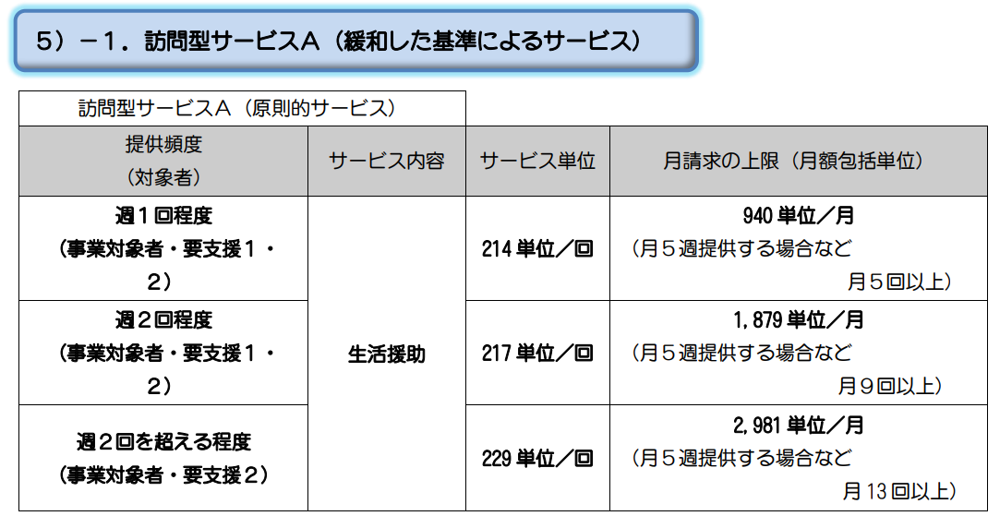 ５）－１．訪問型サービスＡ（緩和した基準によるサービス）
訪問型サービスＡ（原則的サービス）
提供頻度
（対象者）
サービス内容
サービス単位
月請求の上限（月額包括単位）
週１回程度
（事業対象者・要支援１・
２）
生活援助
214 単位／回
940 単位／月
（月５週提供する場合など
月５回以上）
週２回程度
（事業対象者・要支援１・
２）
217 単位／回
1,879 単位／月
（月５週提供する場合など
月９回以上）
週２回を超える程度
（事業対象者・要支援２）
229 単位／回
2,981 単位／月
（月５週提供する場合など
月 13 回以上）